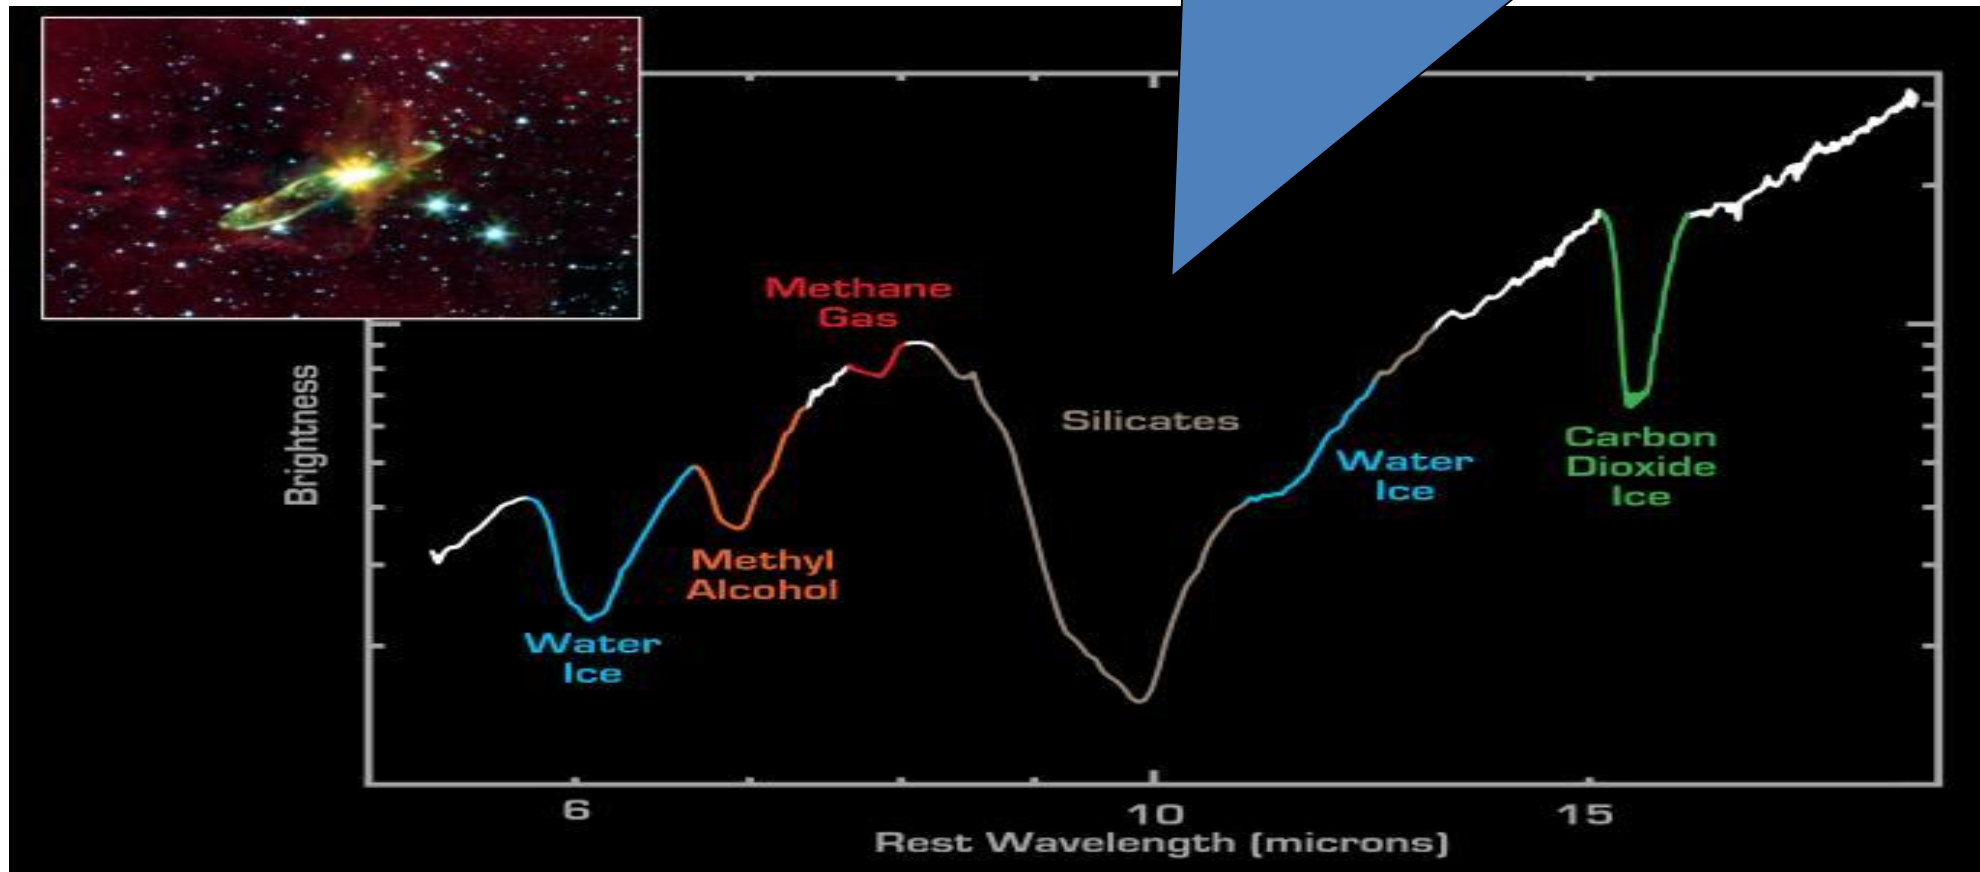 Methane
Gas
Brightness
Silicates
Water
Ice
Carbon
Dioxide
Ice
Methyl
Alcohol
Water
Ice
6
10
15
Rest Wavelength (microns)